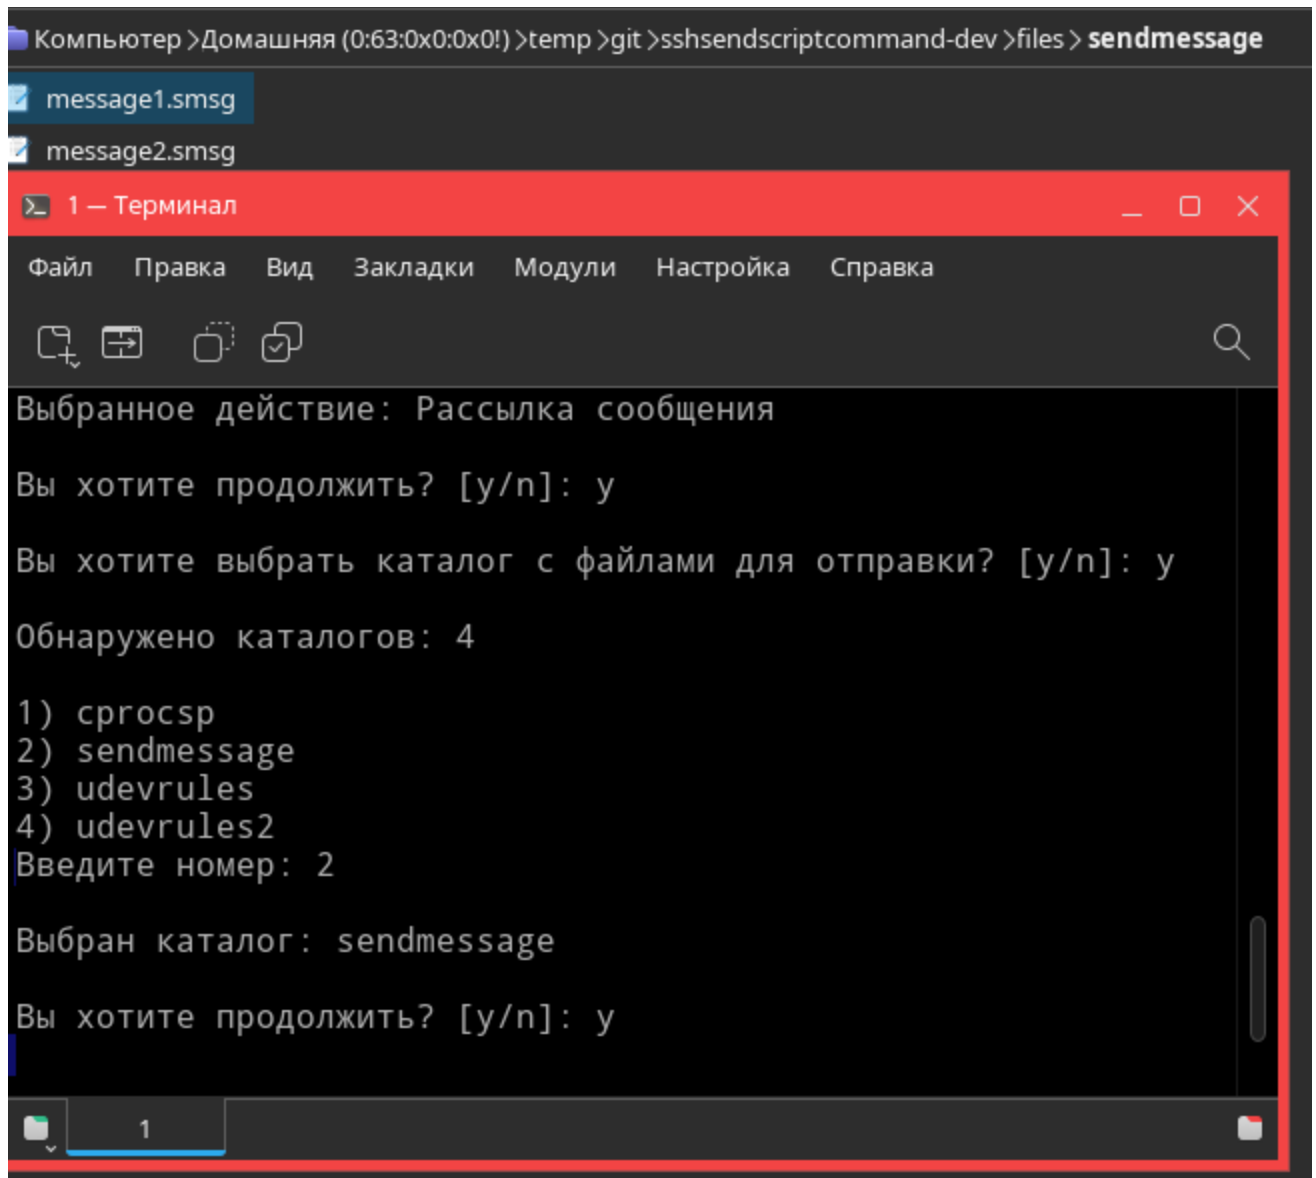 Компьютер >Домашняя (0:63:0x0:0x0!) >temp >git >sshsendscriptcommand-dev >files > sendmessage
message1.smsg
message2.smsg
1 — Терминал
Файл Правка Вид Закладки Модули Настройка Справка
Выбранное действие: Рассылка сообщения
Вы хотите продолжить? [y/n]: y
Вы хотите выбрать каталог с файлами для отправки? [y/n]: y
Обнаружено каталогов: 4
1) cprocsp
2) sendmessage
3) udevrules
4) udevrules2
Введите номер: 2
Выбран каталог: sendmessage
Вы хотите продолжить? [y/n]: y
1